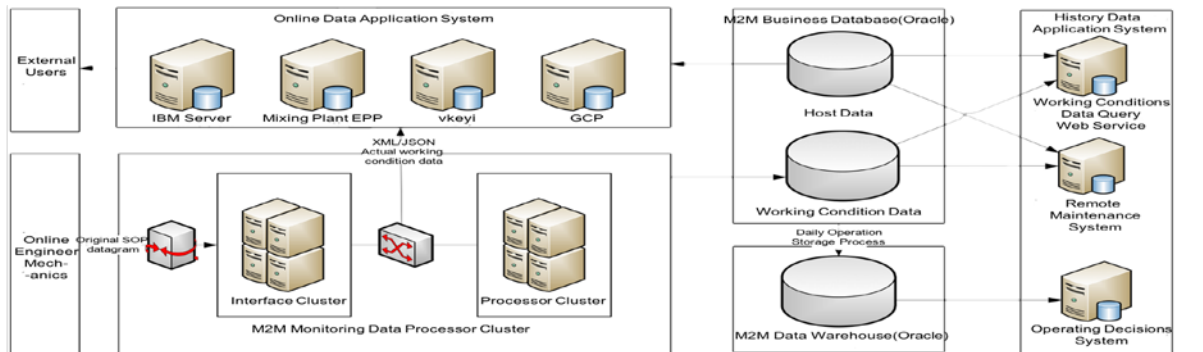 Online Data Application System
External
Users
IBM Server
Mixing Plant EPP
vkeyi
GCP
XML/JSON
Actual working
condition data
Online
Engineer
Mech-
-anics
Original SOP
datagram
Interface Cluster
Processor Cluster
M2M Monitoring Data Processor Cluster
M2M Business Database(Oracle)
Host Data
Working Condition Data
Daily Operation
Storage Process
M2M Data Warehouse(Oracle)
History Data
Application System
Working Conditions
Data Query
Web Service
Remote
Maintenance
System
Operating Decisions
System